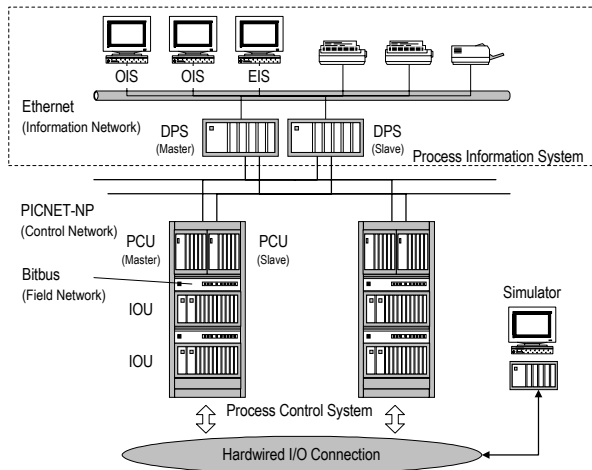 OIS OIS EIS
Ethernet
(Information Network)
DPS
(Master)
DPS
(Slave)
Process Information System
PICNET-NP
(Control Network)
PCU
(Master)
PCU
(Slave)
Bitbus
(Field Network)
IOU
IOU
Simulator
Process Control System
Hardwired I/O Connection